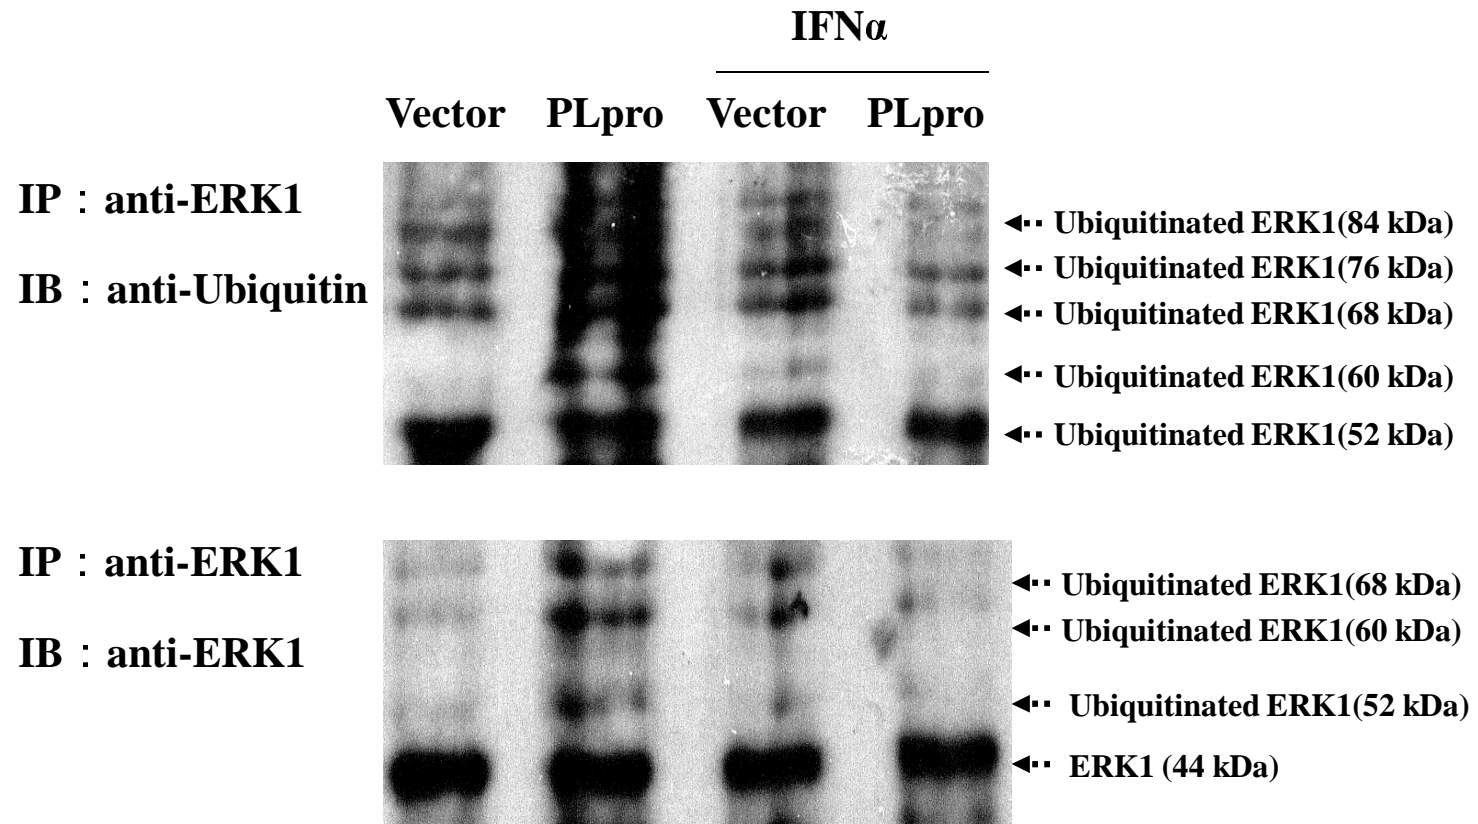 IFNα
Vector PLpro Vector PLpro
IP : anti-ERK1
IB : anti-Ubiquitin
Ubiquitinated ERK1(84 kDa)
Ubiquitinated ERK1(76 kDa)
Ubiquitinated ERK1(68 kDa)
Ubiquitinated ERK1(60 kDa)
Ubiquitinated ERK1(52 kDa)
IP : anti-ERK1
IB : anti-ERK1
Ubiquitinated ERK1(68 kDa)
Ubiquitinated ERK1(60 kDa)
Ubiquitinated ERK1(52 kDa)
ERK1 (44 kDa)